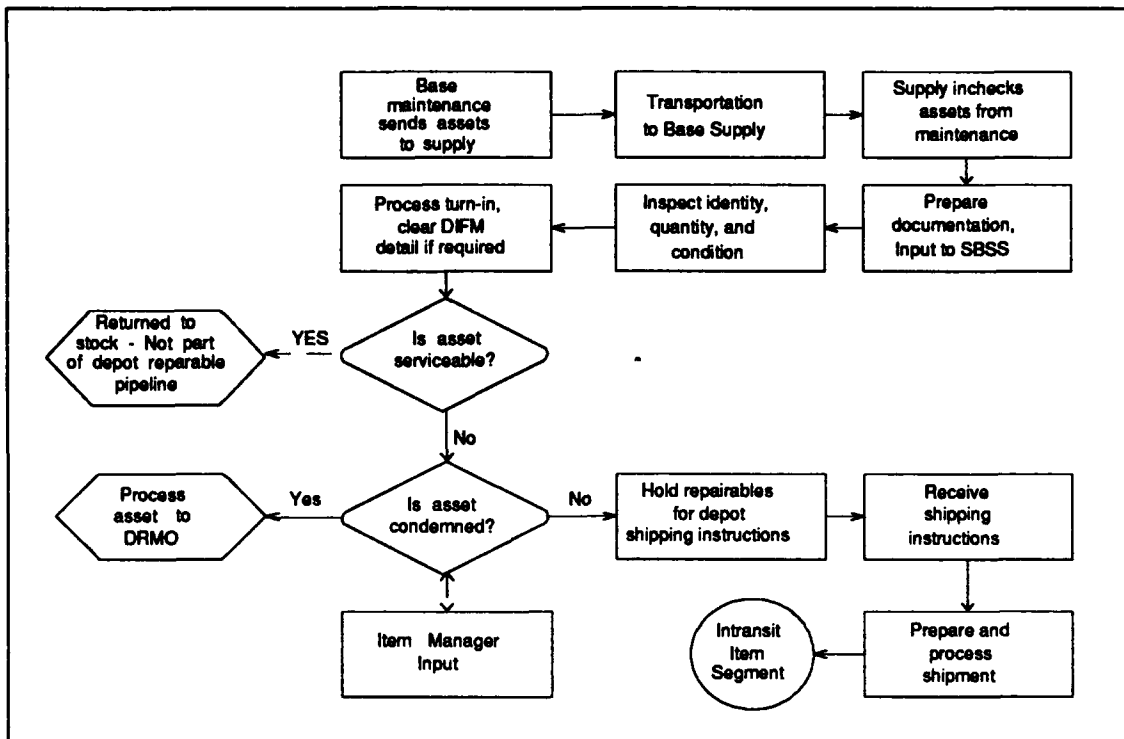 Base
maintenance
sends assets
to supply
Transportation
to Base Supply
Supply inchecks
assets from
maintenance
Process turn-in,
clear DIFM
detail if required
Inspect identity,
quantity, and
condition
Prepare
documentation,
Input to SBSS
Returned to
stock - Not part
of depot reparable
pipeline
YES
Is asset
serviceable?
No
Process
asset to
DRMO
Yes
Is asset
condemned?
No
Hold repairables
for depot
shipping instructions
Receive
shipping
instructions
Item Manager
Input
Intransit
Item
Segment
Prepare and
process
shipment